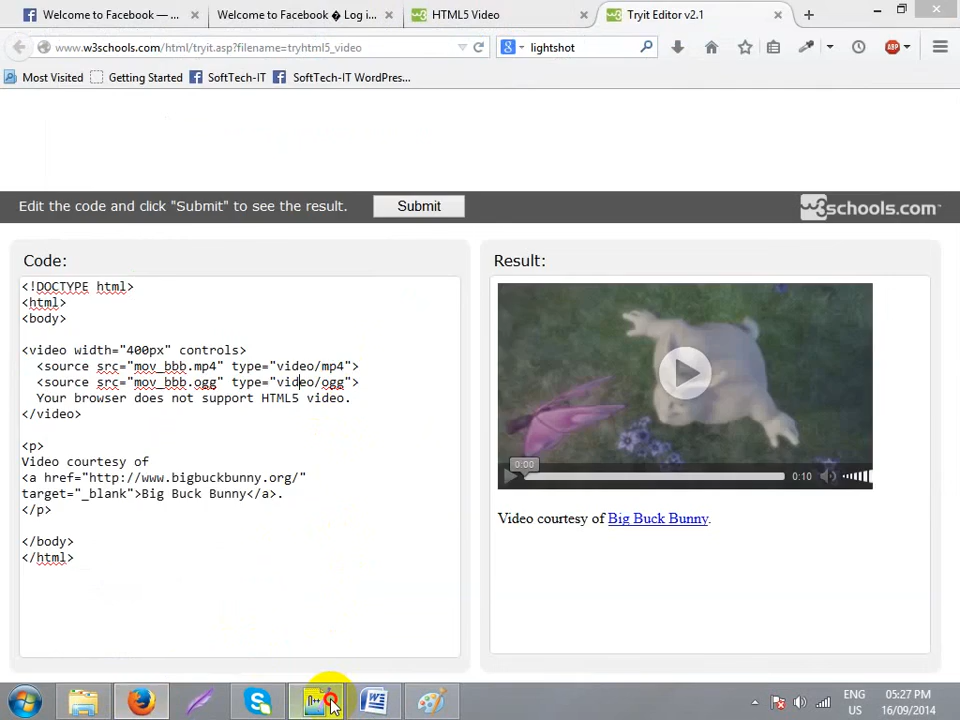 Welcome to Facebook — ...
Welcome to Facebook � Log i...
HTML5 Video
Tryit Editor v2.1
www.w3schools.com/html/tryit.asp?filename=tryhtml5_video
lightshot
ABP
Most Visited
Getting Started
SoftTech-IT
SoftTech-IT WordPres...
Edit the code and click "Submit" to see the result.
Submit
w3schools.com
Code:
<!DOCTYPE html>
<html>
<body>
<video width="400px" controls>
<source src="mov_bbb.mp4" type="video/mp4">
<source src="mov_bbb.ogg" type="video/ogg">
Your browser does not support HTML5 video.
</video>
<p>
Video courtesy of
<a href="http://www.bigbuckbunny.org/"
target="_blank">Big Buck Bunny</a>.
</p>
</body>
</html>
Result:
0:00
0:10
Video courtesy of Big Buck Bunny.
ENG
US
05:27 PM
16/09/2014